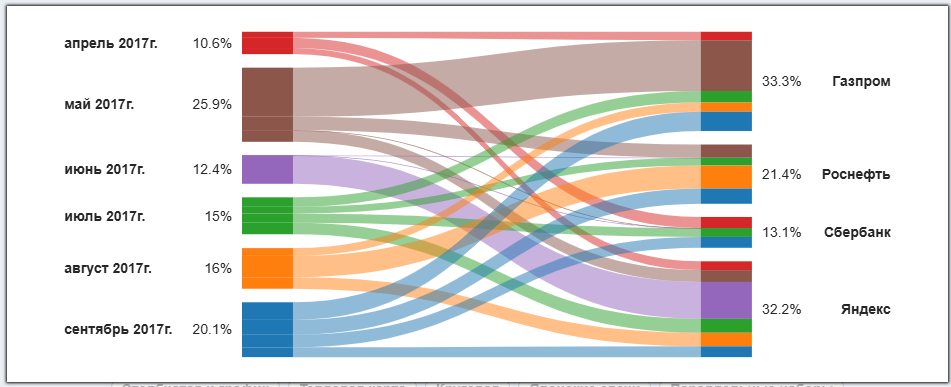 апрель 2017г. 10.6%
май 2017г. 25.9%
июнь 2017г. 12.4%
июль 2017г. 15%
август 2017г. 16%
сентябрь 2017г. 20.1%
33.3% Газпром
21.4% Роснефть
13.1% Сбербанк
32.2% Яндекс